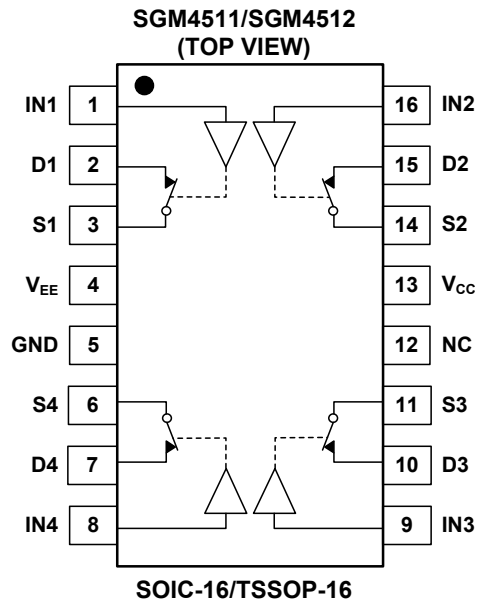 SGM4511/SGM4512
(TOP VIEW)
IN1 1 16 IN2
D1 2 15 D2
S1 3 14 S2
VEE 4 13 VCC
GND 5 12 NC
S4 6 11 S3
D4 7 10 D3
IN4 8 9 IN3
SOIC-16/TSSOP-16